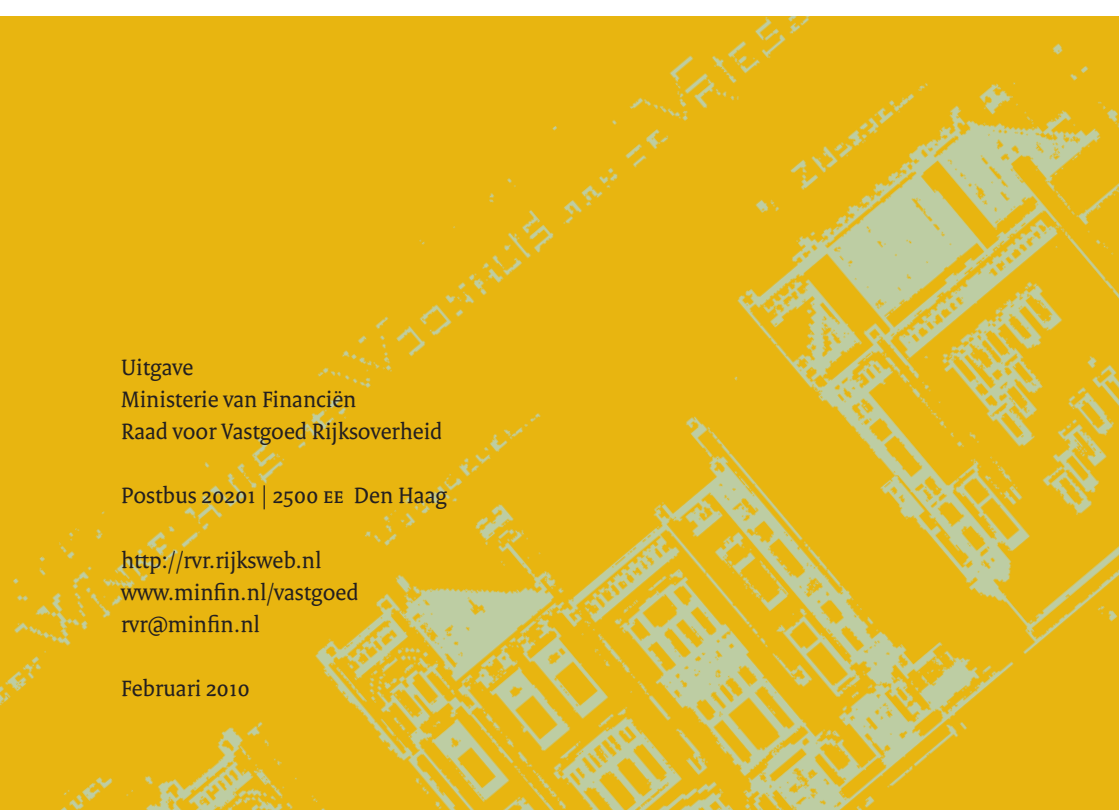 Uitgave
Ministerie van Financiën
Raad voor Vastgoed Rijksoverheid
Postbus 20201 | 2500 EE Den Haag
http://rvr.rijksweb.nl
www.minfin.nl/vastgoed
rvr@minfin.nl
Februari 2010